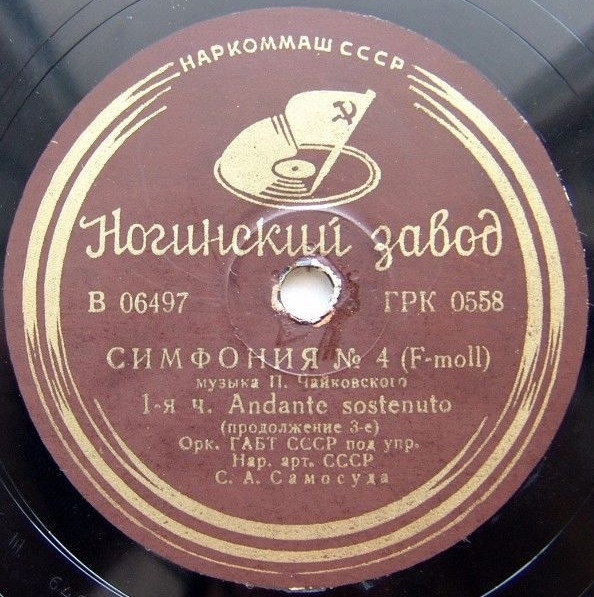 НАРКОММАШ СССР
Ногинский завод
В 06497 ГРК 0558
СИМФОНИЯ № 4 (F-moll)
музыка П. Чайковского
1-я ч. Andante sostenuto
(продолжение 3-е)
Орк. ГАБТ СССР под упр.
Нар. арт. СССР
С. А. Самосуда